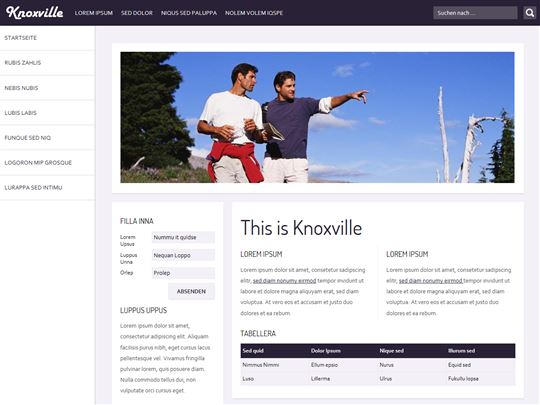 Knoxville
LOREM IPSUM SED DOLOR NIQUS SED PALUPPA NOLEM VOLEM IQSPE
Suchen nach ...
STARTSEITE
RUBIS ZAHLIS
NEBIS NUBIS
LUBIS LABIS
FUNQUE SED NIQ
LOGORON MIP GROSQUE
LURAPPA SED INTIMU
FILLA INNA
Lorem Upsus
Nummu it quidse
Luppus Unna
Nequan Loppo
Orlep
Prolep
ABSENDEN
LUPPUS UPPUS
Lorem ipsum dolor sit amet,
consetetur adipiscing elit. Aliquam
facilisis purus nibh, eget cursus lacus
pellentesque vel. Vivamus fringilla
pulvinar lorem, quis posuere diam.
Nulla commodo tellus dui, non
vulputate orci cursus eget.
This is Knoxville
LOREM IPSUM
Lorem ipsum dolor sit amet, consetetur sadipiscing
elitr, sed diam nonumy eirmod tempor invidunt ut
labore et dolore magna aliquyam erat, sed diam
voluptua. At vero eos et accusam et justo duo
dolores et ea rebum.
LOREM IPSUM
Lorem ipsum dolor sit amet, consetetur sadipiscing
elitr, sed diam nonumy eirmod tempor invidunt ut
labore et dolore magna aliquyam erat, sed diam
voluptua. At vero eos et accusam et justo duo
dolores et ea rebum.
TABELLERA
Sed quid Dolor Ipsum Nique sed Illorum sed
Nimmus Nimmi Ellum epsio Nurus Equid sed
Luso Lillerma Ulrus Fukullu lopsa